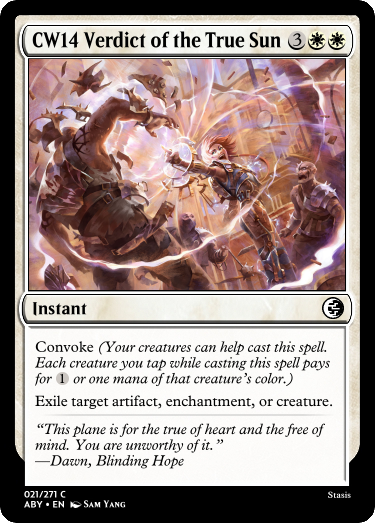 CW14 Verdict of the True Sun 3
Instant
Convoke (Your creatures can help cast this spell.
Each creature you tap while casting this spell pays
for 1 or one mana of that creature's color.)
Exile target artifact, enchantment, or creature.
"This plane is for the true of heart and the free of
mind. You are unworthy of it."
—Dawn, Blinding Hope
021/271 C
Stasis
ABY • EN Sam Yang